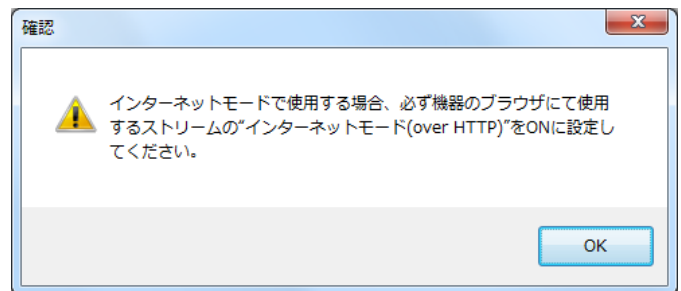 確認
インターネットモードで使用する場合、必ず機器のブラウザにて使用
するストリームの"インターネットモード(over HTTP)"をONに設定し
てください。
OK